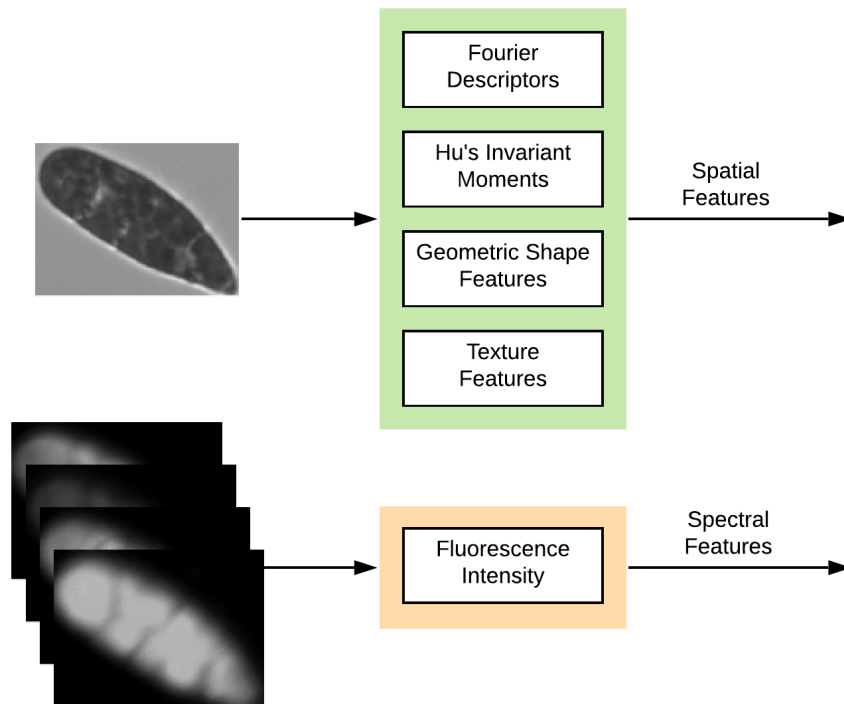 Fourier
Descriptors
Hu's Invariant
Moments
Geometric Shape
Features
Texture
Features
Spatial
Features
Fluorescence
Intensity
Spectral
Features